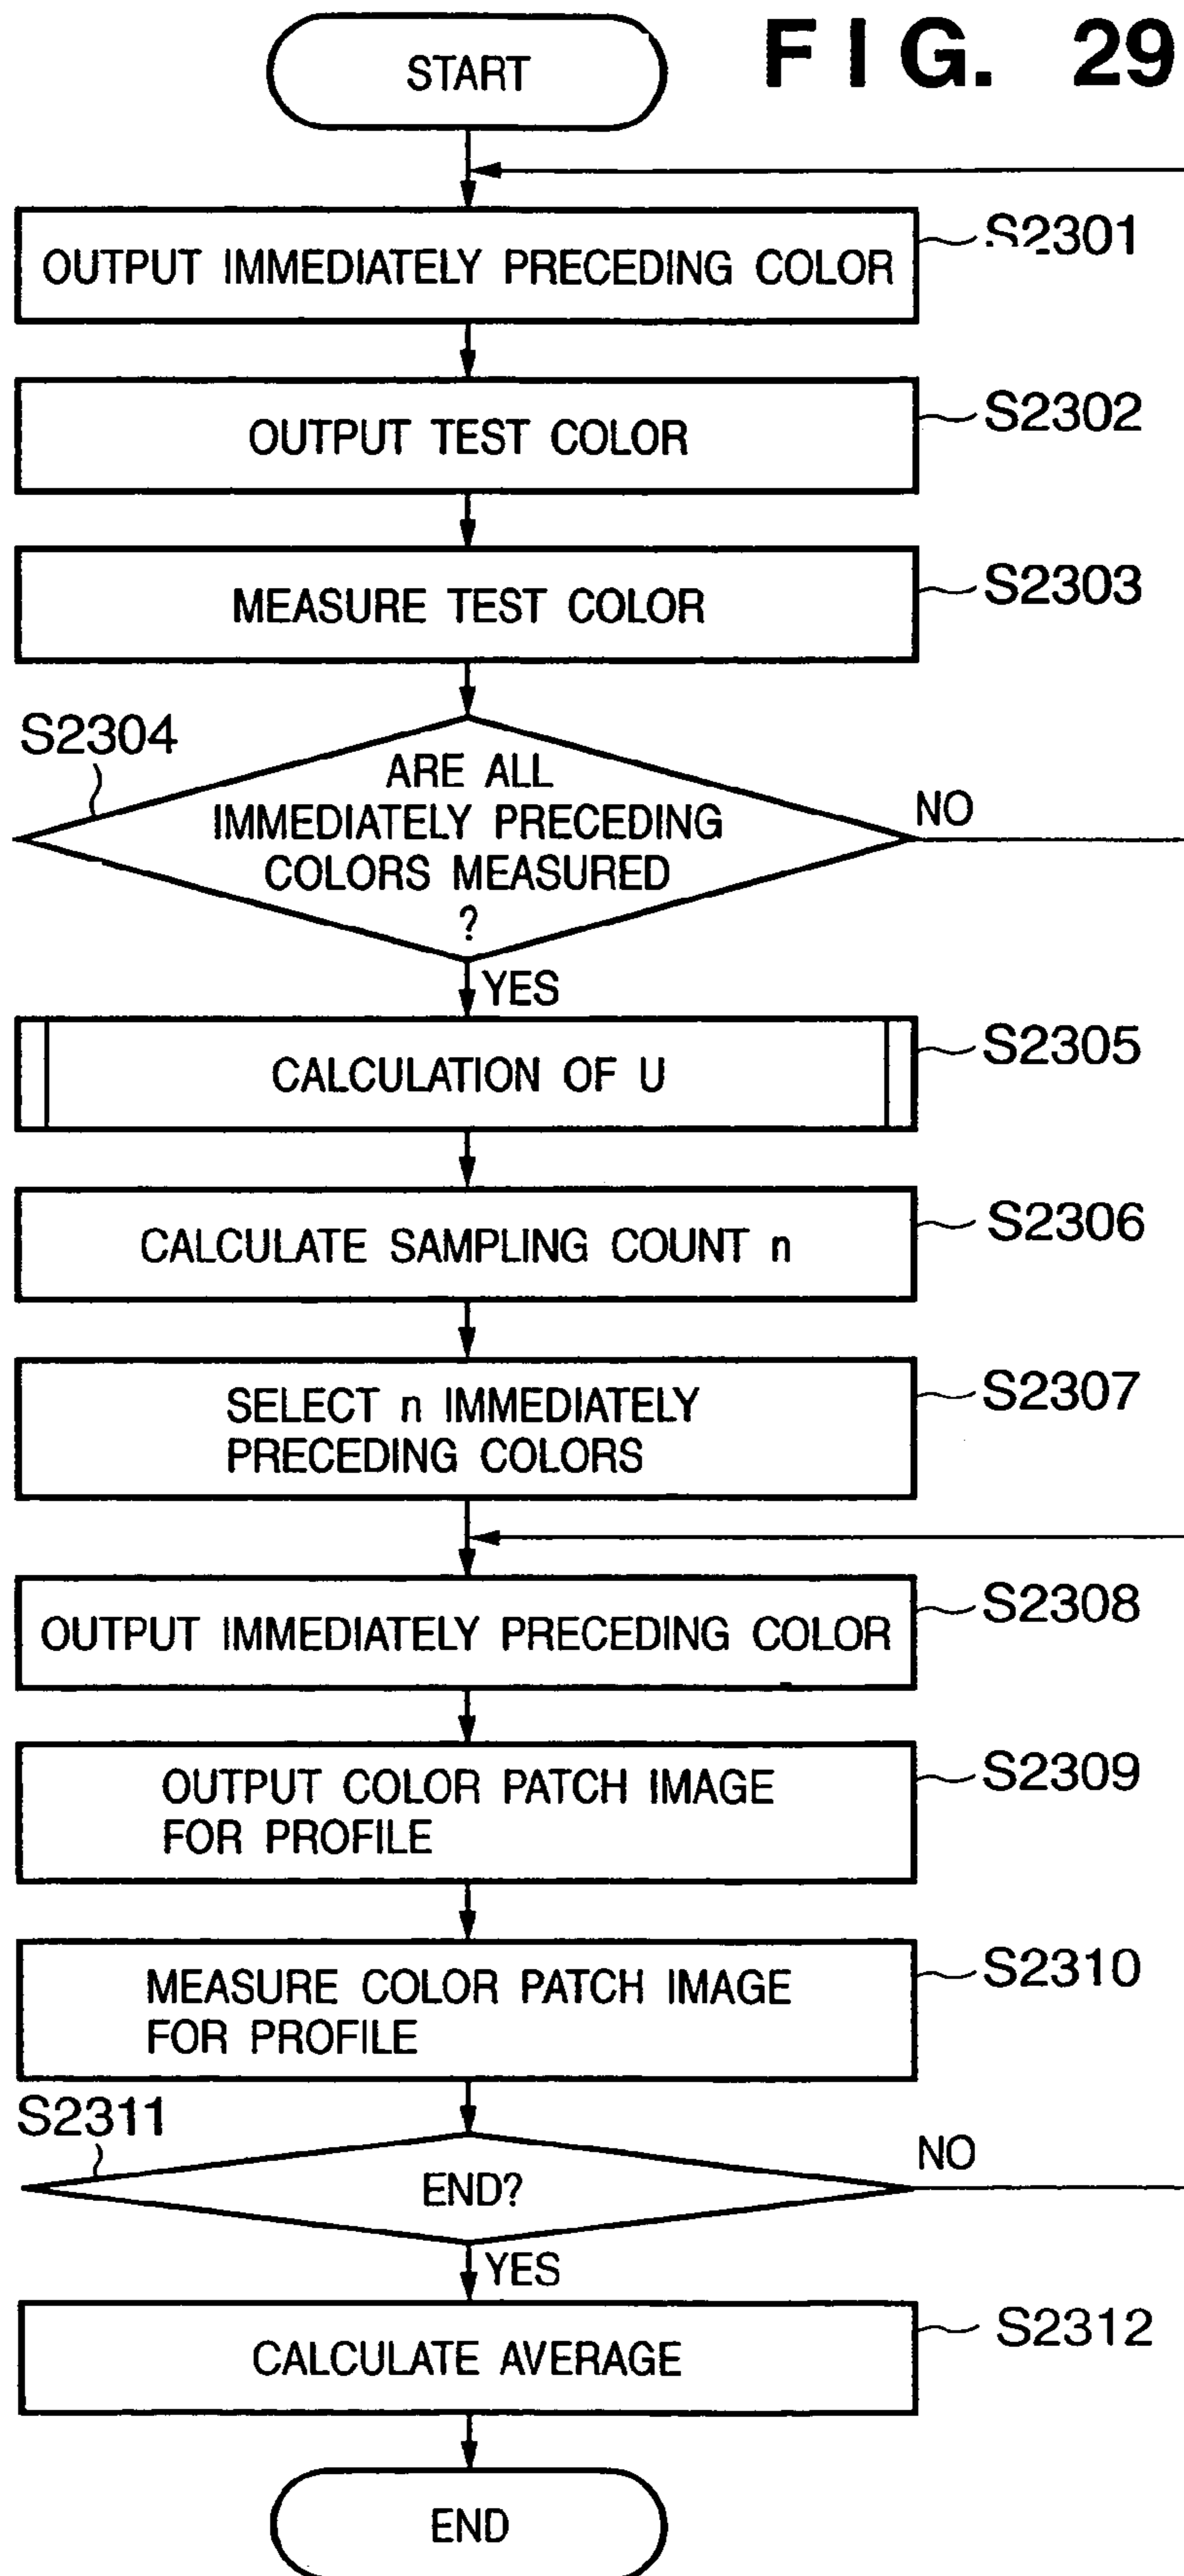 START
FIG. 29
OUTPUT IMMEDIATELY PRECEDING COLOR
S2301
OUTPUT TEST COLOR
S2302
MEASURE TEST COLOR
S2303
S2304
ARE ALL
IMMEDIATELY PRECEDING
COLORS MEASURED
?
NO
YES
CALCULATION OF U
S2305
CALCULATE SAMPLING COUNT n
S2306
SELECT n IMMEDIATELY
PRECEDING COLORS
S2307
OUTPUT IMMEDIATELY PRECEDING COLOR
S2308
OUTPUT COLOR PATCH IMAGE
FOR PROFILE
S2309
MEASURE COLOR PATCH IMAGE
FOR PROFILE
S2310
S2311
END?
NO
YES
CALCULATE AVERAGE
S2312
END